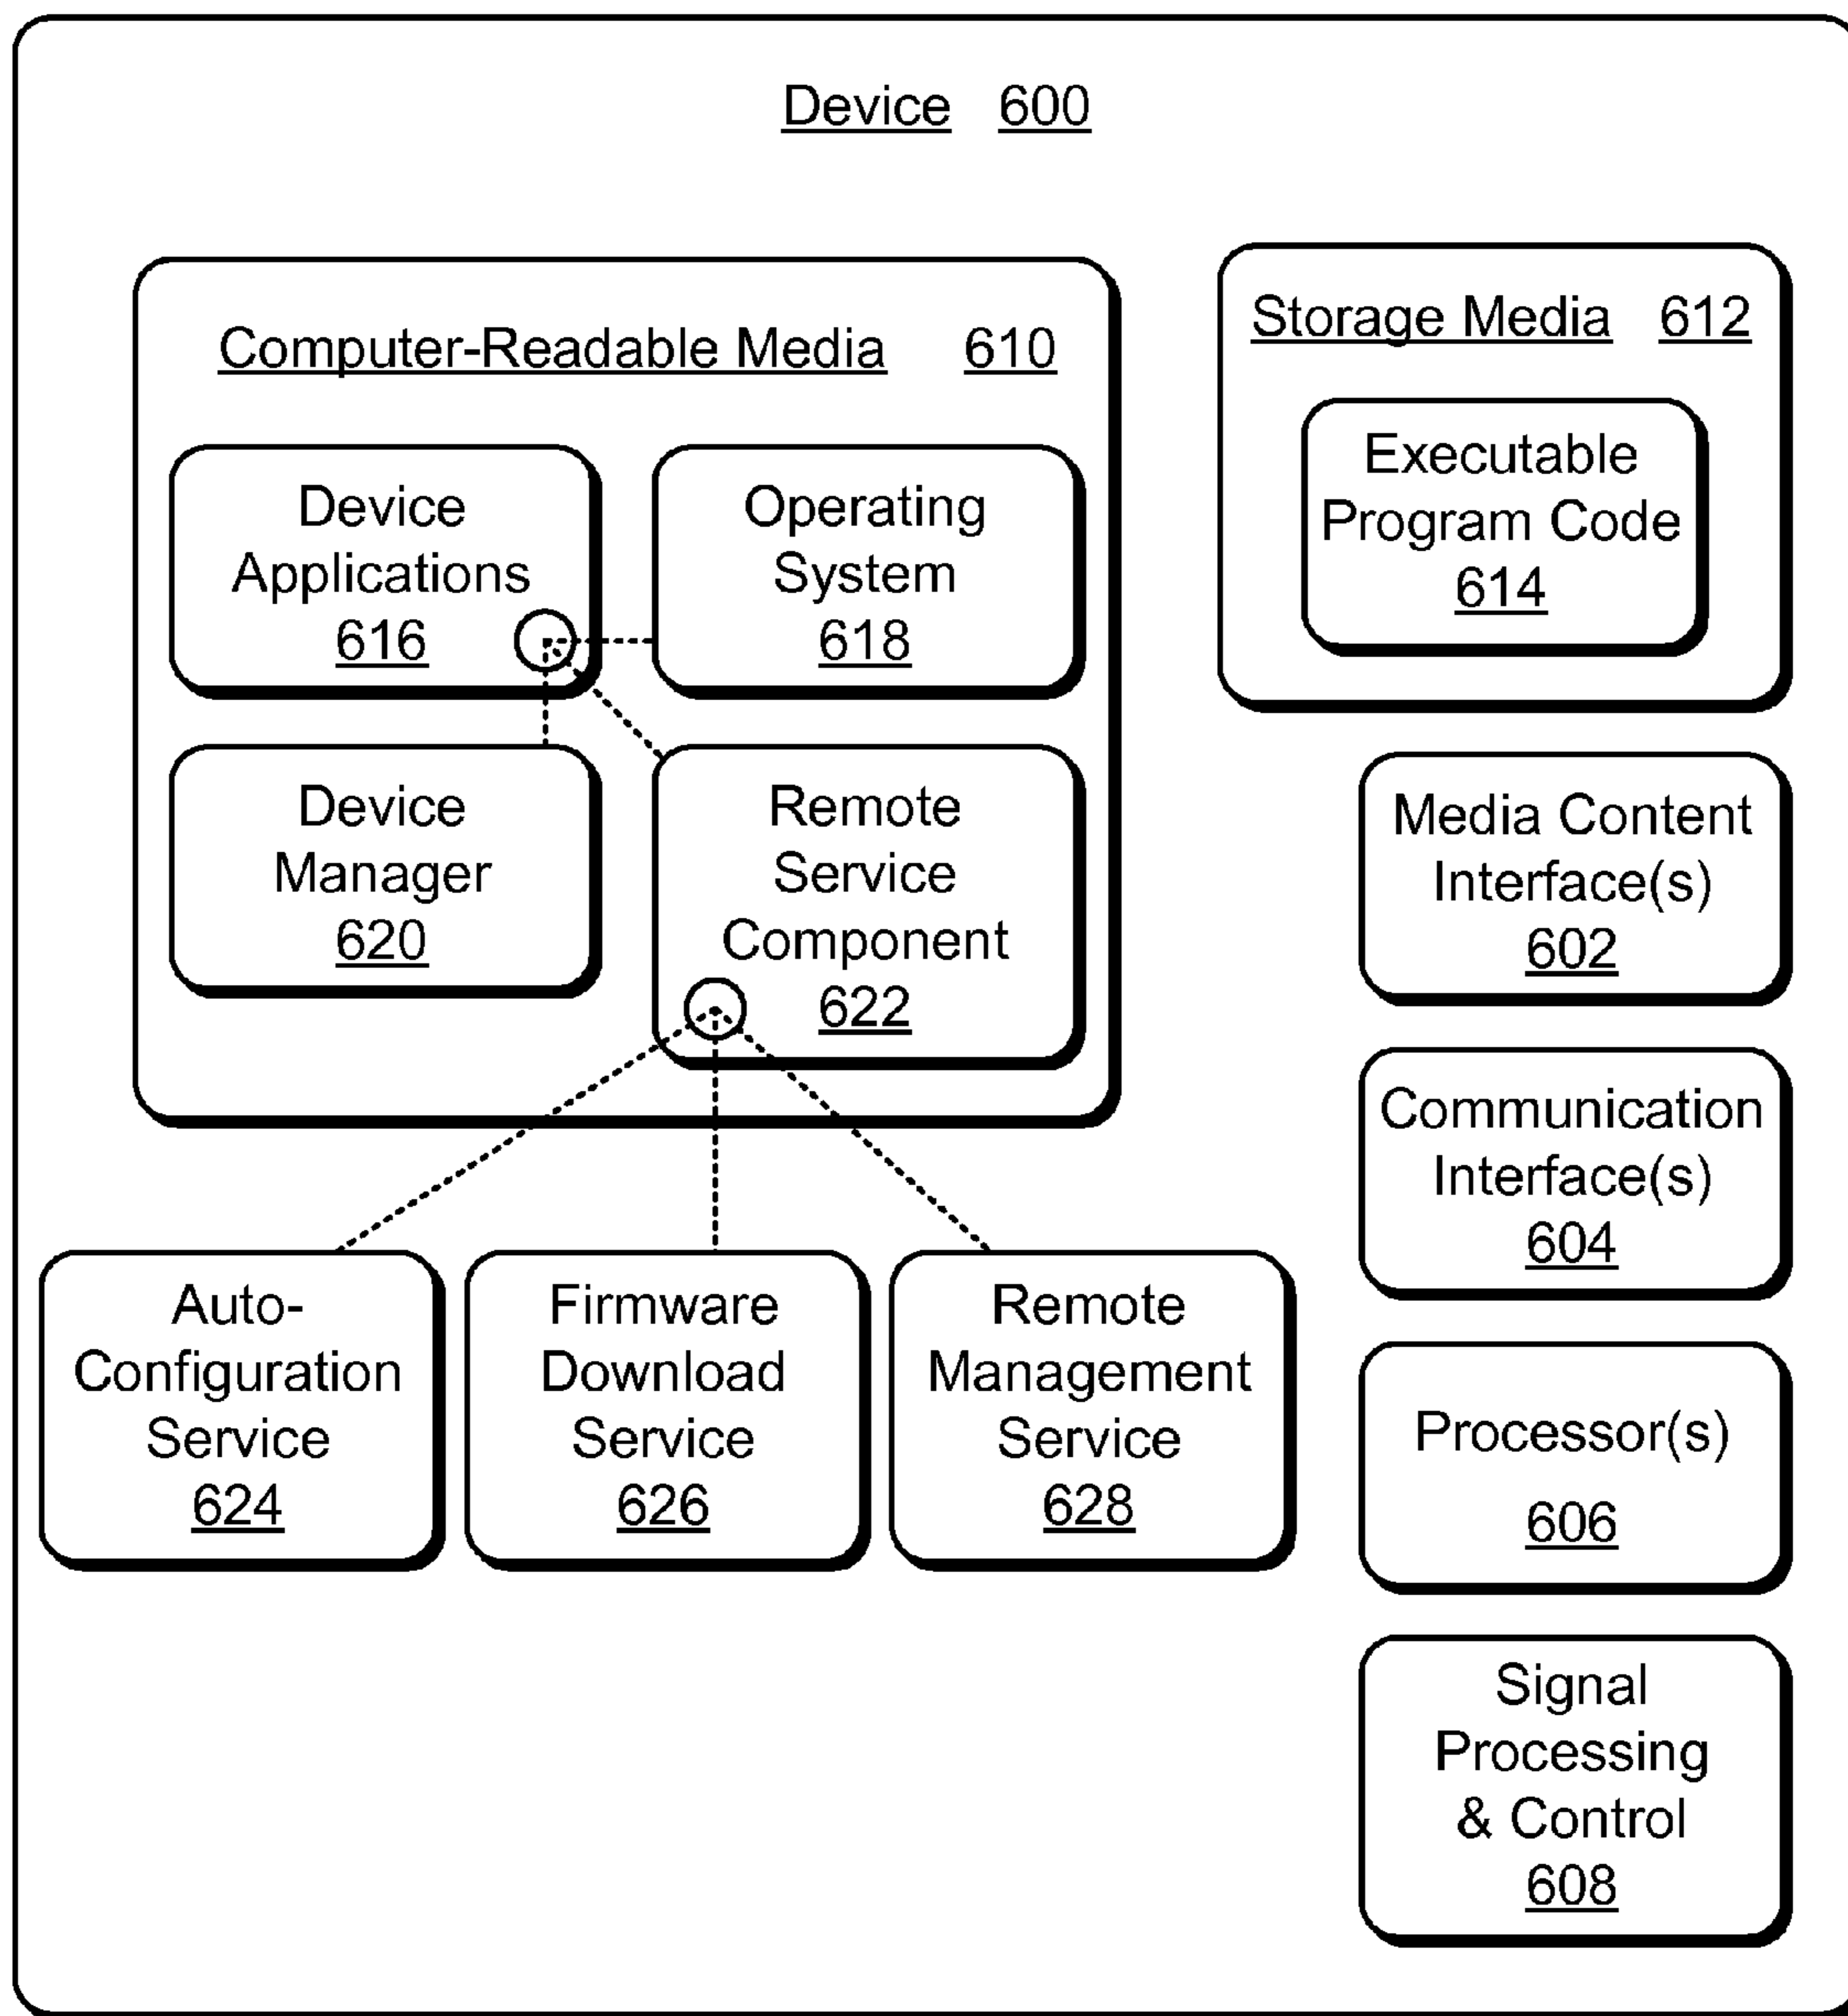 Device 600
Computer-Readable Media 610
Device
Applications
616
Operating
System
618
Device
Manager
620
Remote
Service
Component
622
Auto-
Configuration
Service
624
Firmware
Download
Service
626
Remote
Management
Service
628
Storage Media 612
Executable
Program Code
614
Media Content
Interface(s)
602
Communication
Interface(s)
604
Processor(s)
606
Signal
Processing
& Control
608